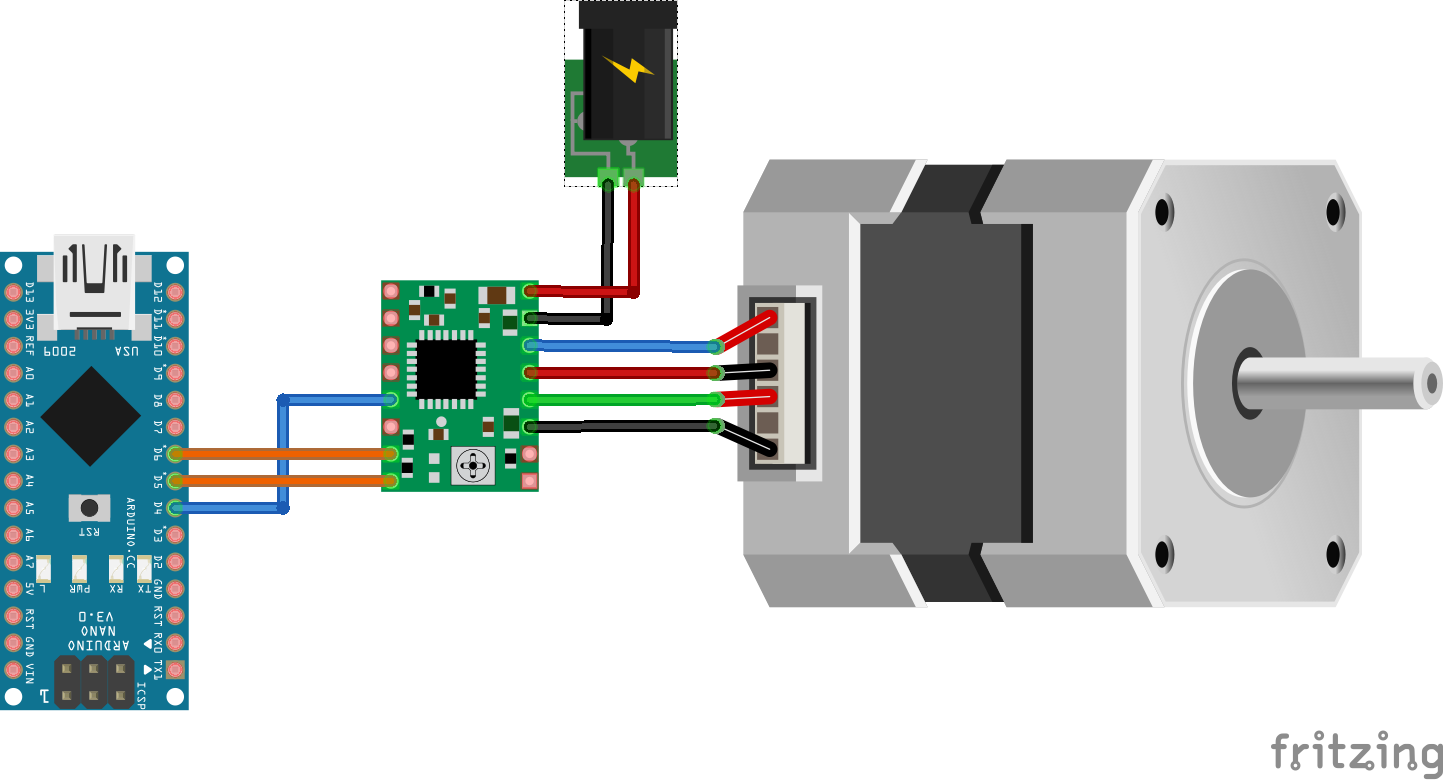 D13
3V3
REF
A0
A1
A2
A3
A4
A5
A6
A7
5V
RST
GND
VIN
2009
USA
D12
D11
D10
D9
D8
D7
D6
D5
D4
D3
D2
GND
RST
RX0
TX1
RST
ARDUINO.CC
L
PWR
RX
TX
ARDUINO
NANO
V3.0
1
ICSP
fritzing